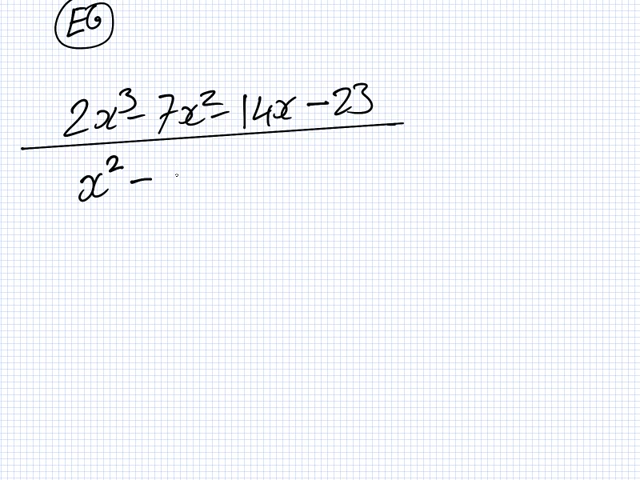 EG
2x³ - 7x² - 14x - 23
x² -